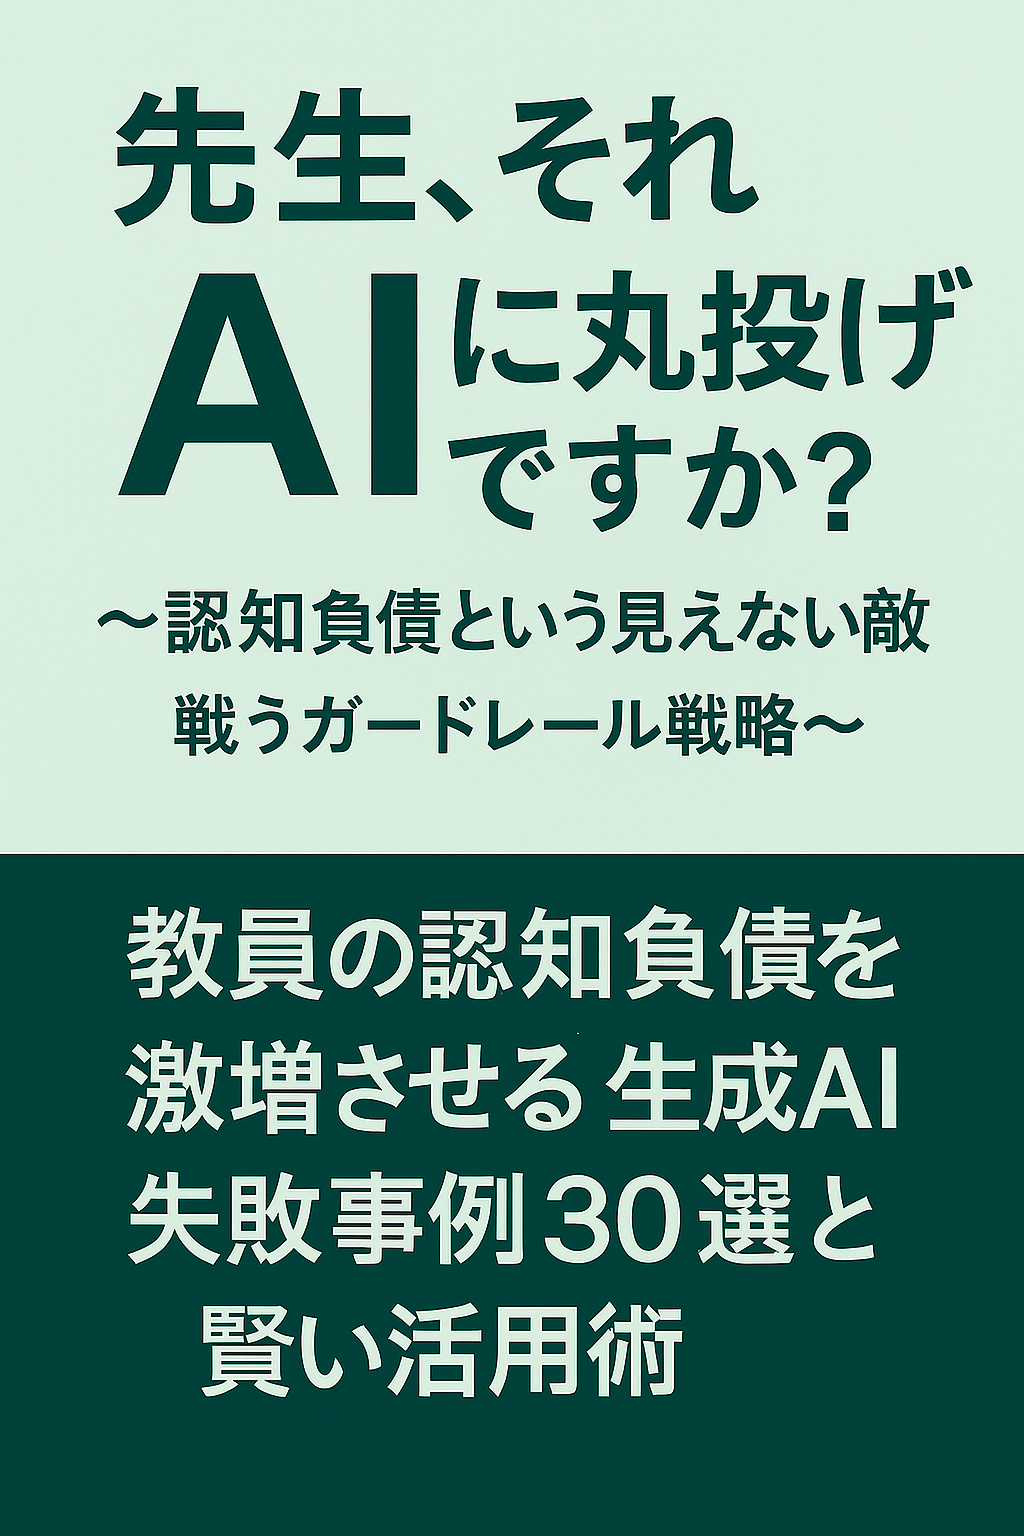 先生、それ
AIに丸投げ
ですか?
〜認知負債という見えない敵
戦うガードレール戦略〜
教員の認知負債を
激増させる 生成AI
失敗事例30選と
賢い活用術